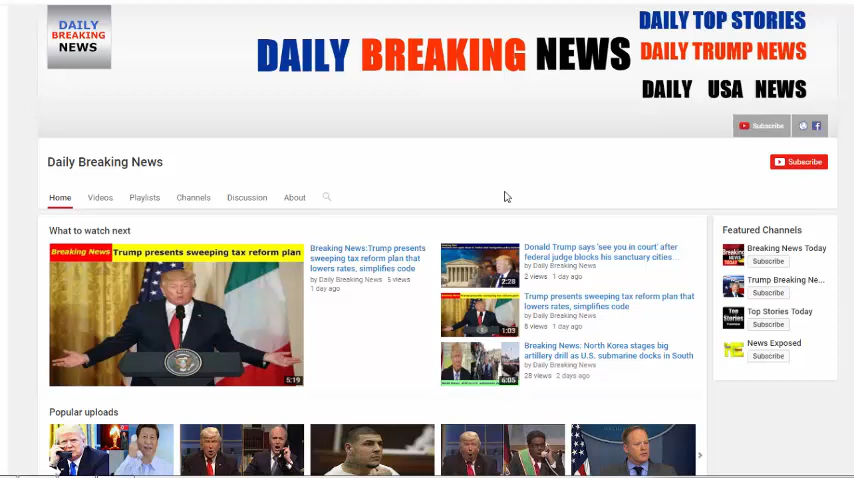 DAILY
BREAKING
NEWS
DAILY BREAKING NEWS
DAILY TOP STORIES
DAILY TRUMP NEWS
DAILY USA NEWS
Subscribe
Daily Breaking News
Subscribe
Home Videos Playlists Channels Discussion About
What to watch next
Breaking News
Trump presents sweeping tax reform plan
5:19
Breaking News:Trump presents
sweeping tax reform plan that
lowers rates, simplifies code
by Daily Breaking News 5 views
1 day ago
2:28
Donald Trump says 'see you in court' after
federal judge blocks his sanctuary cities...
by Daily Breaking News
2 views 1 day ago
1:03
Trump presents sweeping tax reform plan that
lowers rates, simplifies code
by Daily Breaking News
8 views 1 day ago
6:05
Breaking News: North Korea stages big
artillery drill as U.S. submarine docks in South
by Daily Breaking News
28 views 2 days ago
Featured Channels
Breaking News Today
Subscribe
Trump Breaking Ne...
Subscribe
Top Stories Today
Subscribe
News Exposed
Subscribe
Popular uploads